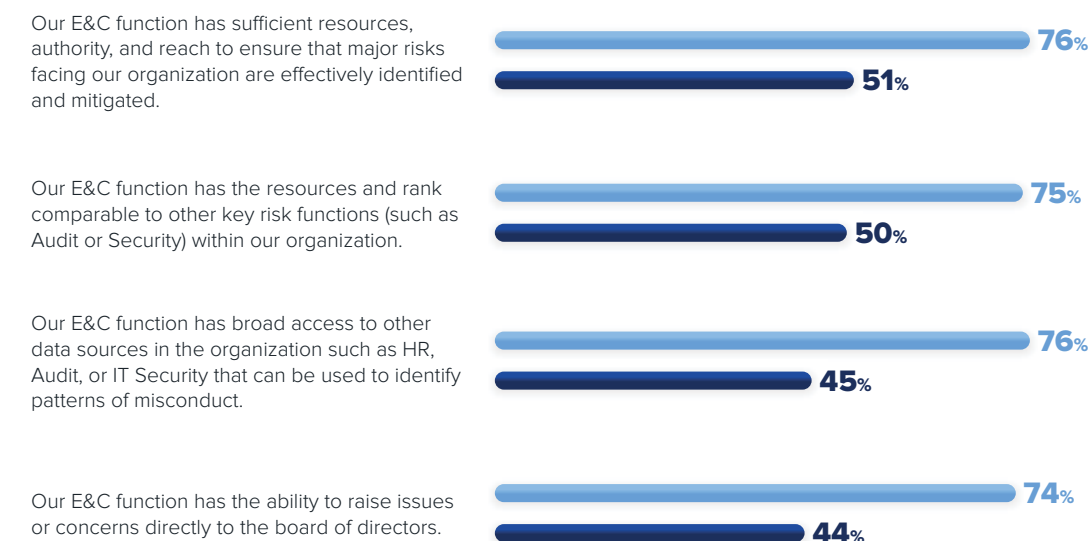 Our E&C function has sufficient resources,
authority, and reach to ensure that major risks
facing our organization are effectively identified
and mitigated.
76%
51%
Our E&C function has the resources and rank
comparable to other key risk functions (such as
Audit or Security) within our organization.
75%
50%
Our E&C function has broad access to other
data sources in the organization such as HR,
Audit, or IT Security that can be used to identify
patterns of misconduct.
76%
45%
Our E&C function has the ability to raise issues
or concerns directly to the board of directors.
74%
44%